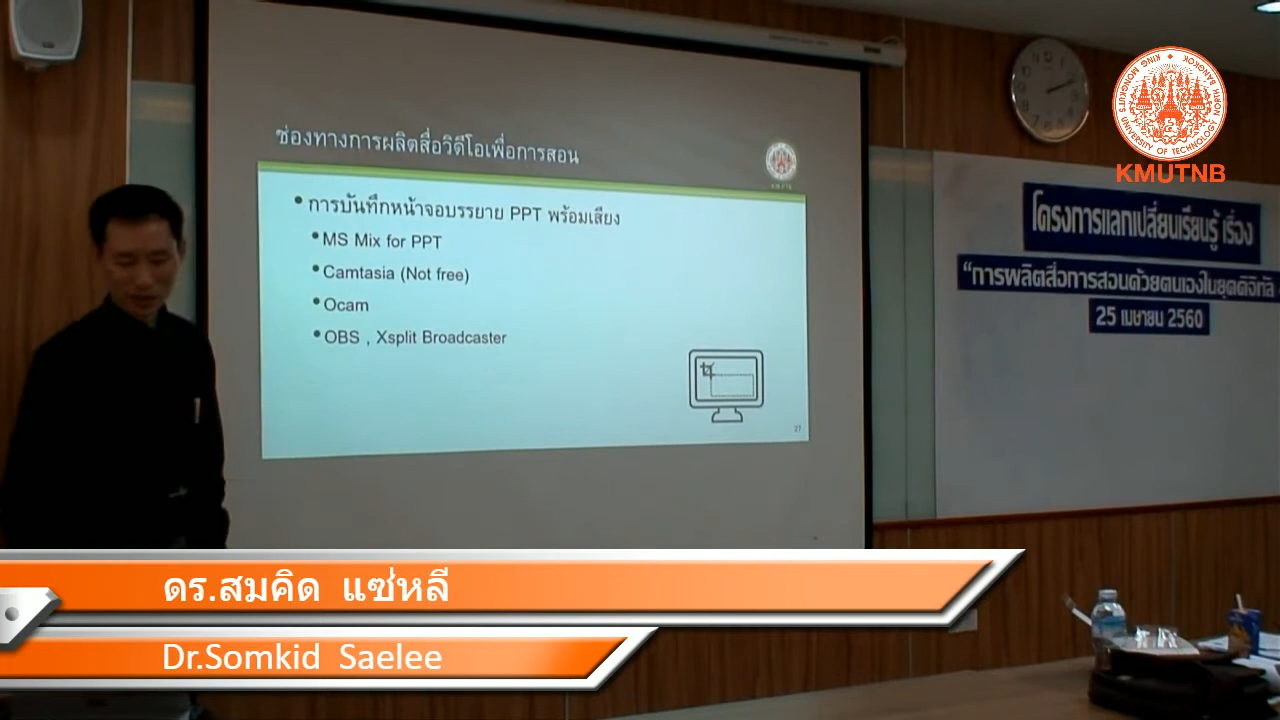 ช่องทางการผลิตสื่อวิดีโอเพื่อการสอน
• การบันทึกหน้าจอบรรยาย PPT พร้อมเสียง
• MS Mix for PPT
• Camtasia (Not free)
• Ocam
• OBS , Xsplit Broadcaster
27
KING MONGKUT'S UNIVERSITY OF TECHNOLOGY NORTH BANGKOK
KMUTNB
โครงการแลกเปลี่ยนเรียนรู้ เรื่อง
“การผลิตสื่อการสอนด้วยตนเองในยุคดิจิทัล
25 เมษายน 2560
ดร.สมคิด แซ่หลี
Dr.Somkid Saelee